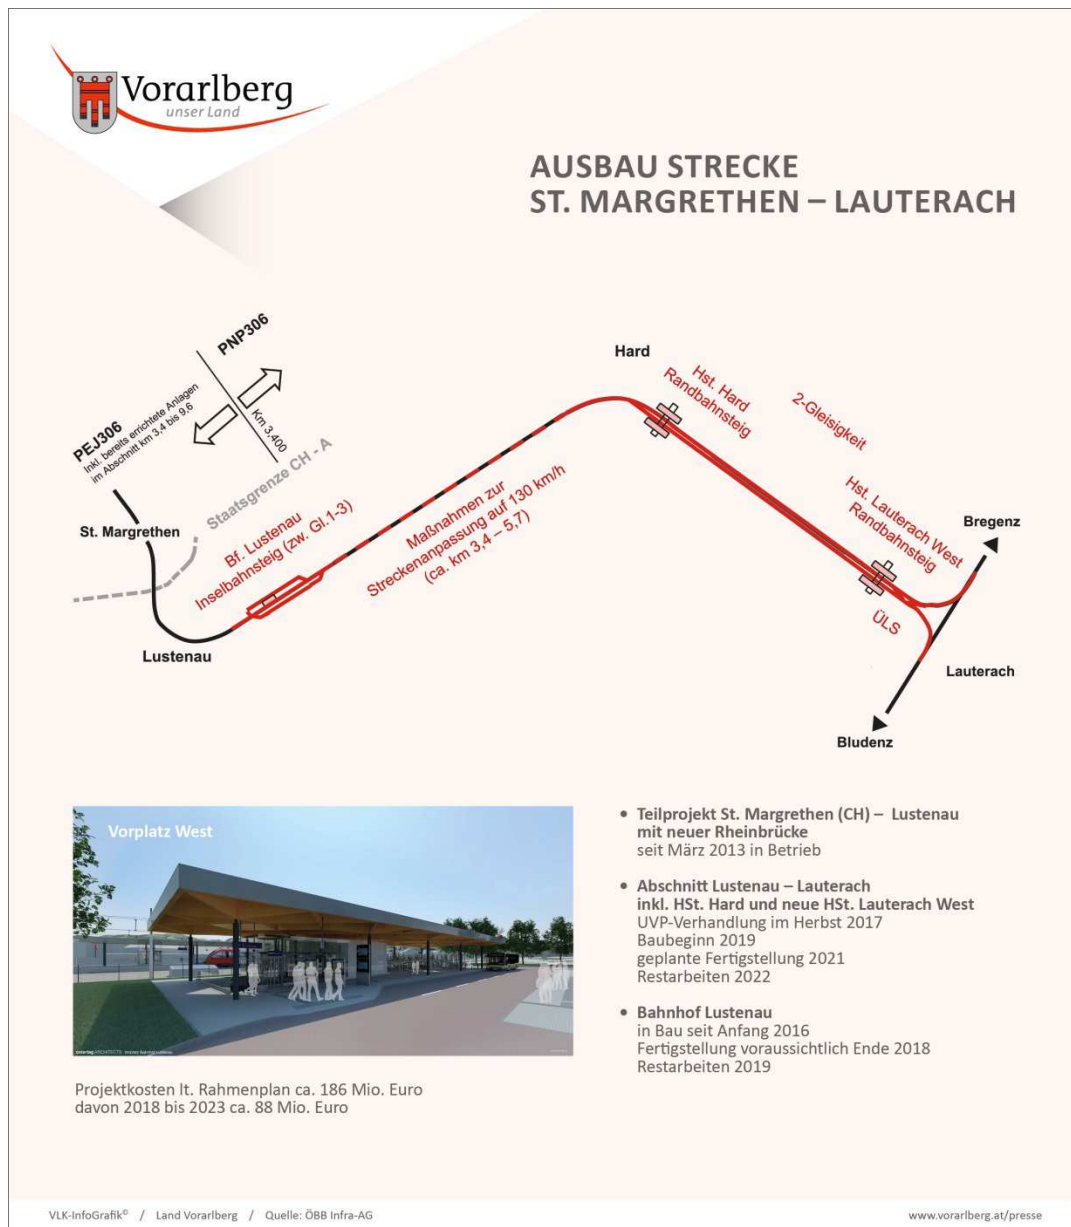 Vorarlberg
unser Land
AUSBAU STRECKE
ST. MARGRETHEN – LAUTERACH
PNP306
PEJ306
Inkl. bereits errichtete Anlagen
im Abschnitt km 3,4 bis 9,6
Km 3.400
Staatsgrenze CH - A
St. Margrethen
Lustenau
Bf. Lustenau
Inselbahnsteig (zw. Gl.1-3)
Maßnahmen zur
Streckenanpassung auf 130 km/h
(ca. km 3,4 – 5,7)
Hard
Hst. Hard
Randbahnsteig
2-Gleisigkeit
Hst. Lauterach West
Randbahnsteig
Bregenz
ÜLS
Lauterach
Bludenz
Vorplatz West
Projektkosten lt. Rahmenplan ca. 186 Mio. Euro
davon 2018 bis 2023 ca. 88 Mio. Euro
• Teilprojekt St. Margrethen (CH) – Lustenau
mit neuer Rheinbrücke
seit März 2013 in Betrieb
• Abschnitt Lustenau – Lauterach
inkl. HSt. Hard und neue HSt. Lauterach West
UVP-Verhandlung im Herbst 2017
Baubeginn 2019
geplante Fertigstellung 2021
Restarbeiten 2022
• Bahnhof Lustenau
in Bau seit Anfang 2016
Fertigstellung voraussichtlich Ende 2018
Restarbeiten 2019
VLK-InfoGrafik© / Land Vorarlberg / Quelle: ÖBB Infra-AG
www.vorarlberg.at/presse